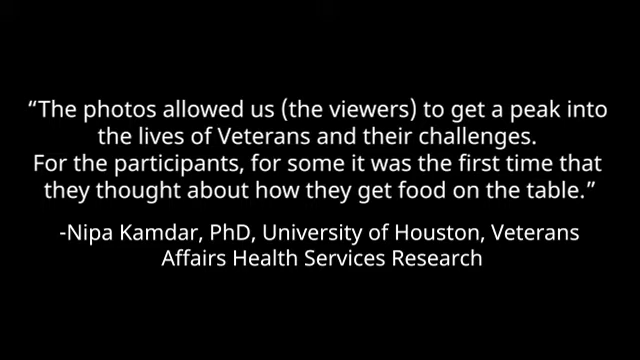 “The photos allowed us (the viewers) to get a peak into
the lives of Veterans and their challenges.
For the participants, for some it was the first time that
they thought about how they get food on the table.”
-Nipa Kamdar, PhD, University of Houston, Veterans
Affairs Health Services Research